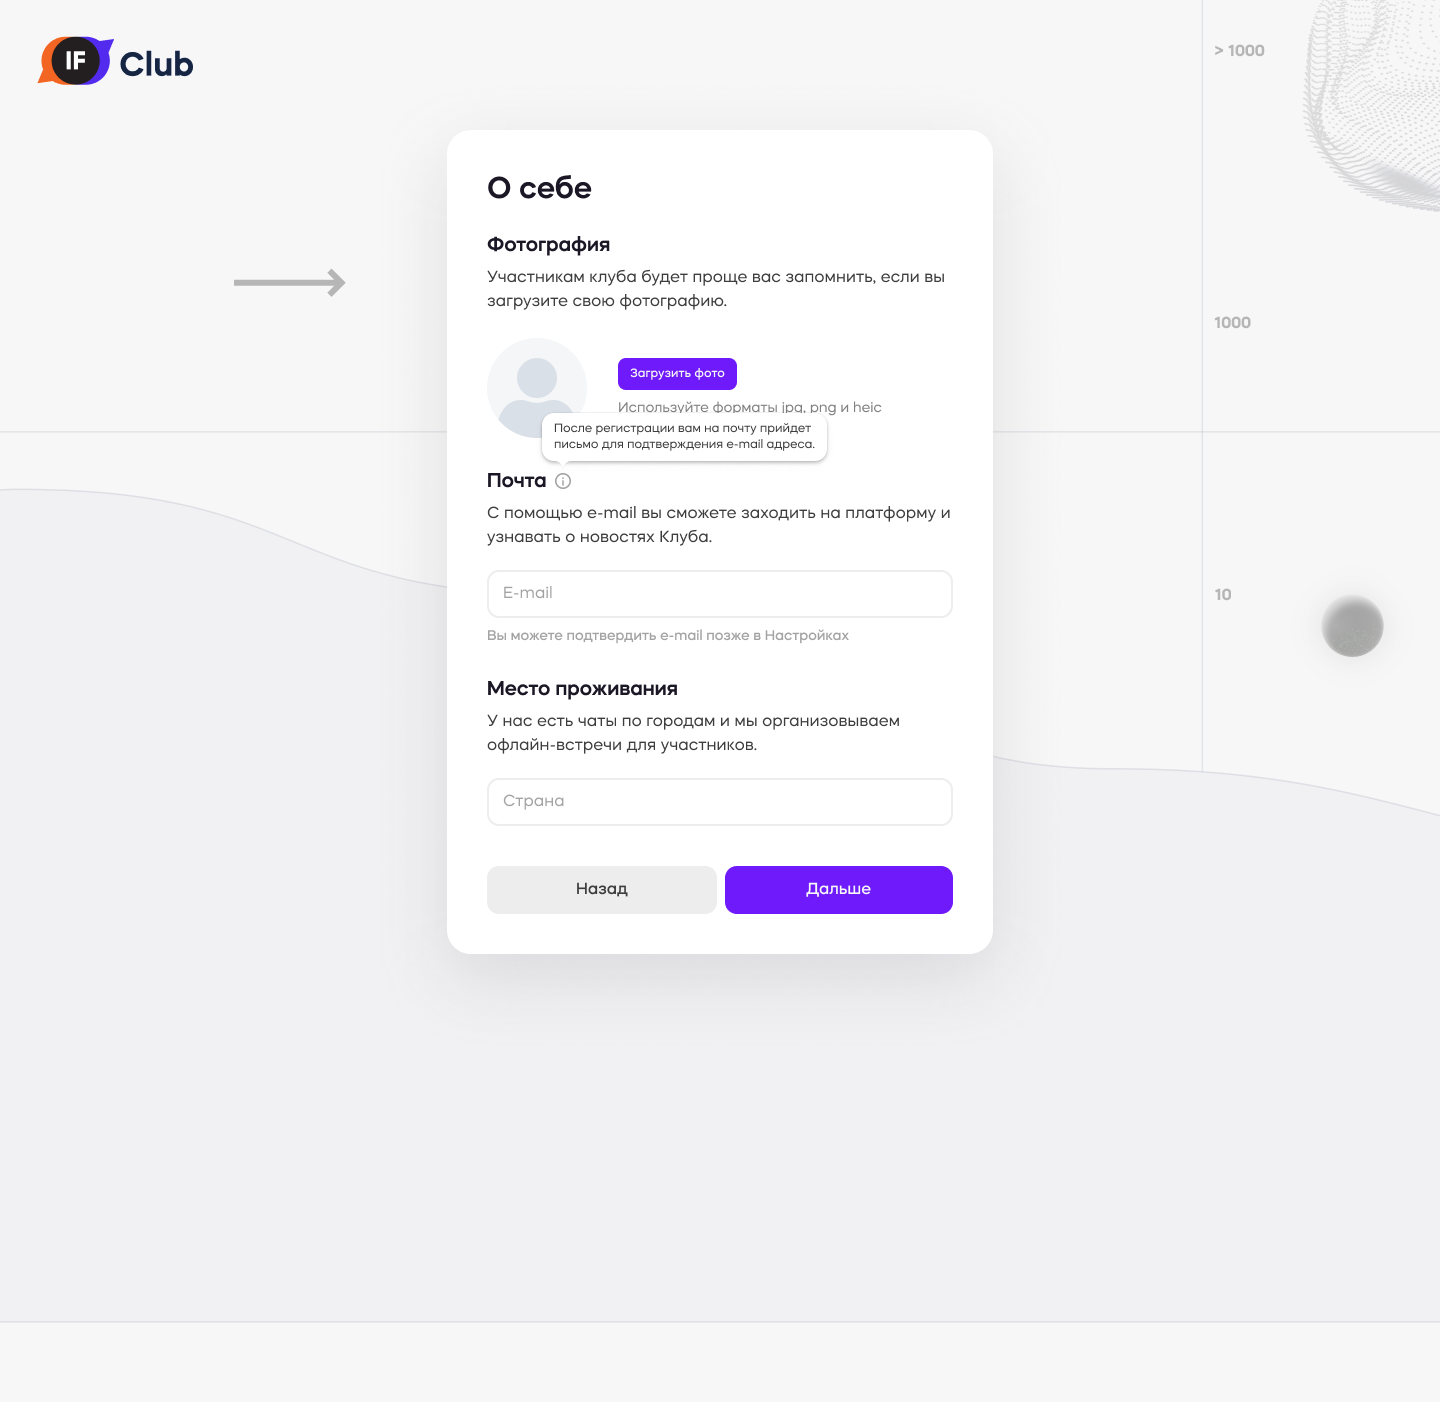 IF Club
> 1000
О себе
Фотография
Участникам клуба будет проще вас запомнить, если вы
загрузите свою фотографию.
1000
Загрузить фото
Используйте форматы jpg, png и heic
После регистрации вам на почту прийдет
письмо для подтверждения e-mail адреса.
Почта
С помощью e-mail вы сможете заходить на платформу и
узнавать о новостях Клуба.
E-mail
10
Вы можете подтвердить e-mail позже в Настройках
Место проживания
У нас есть чаты по городам и мы организовываем
офлайн-встречи для участников.
Страна
Назад
Дальше